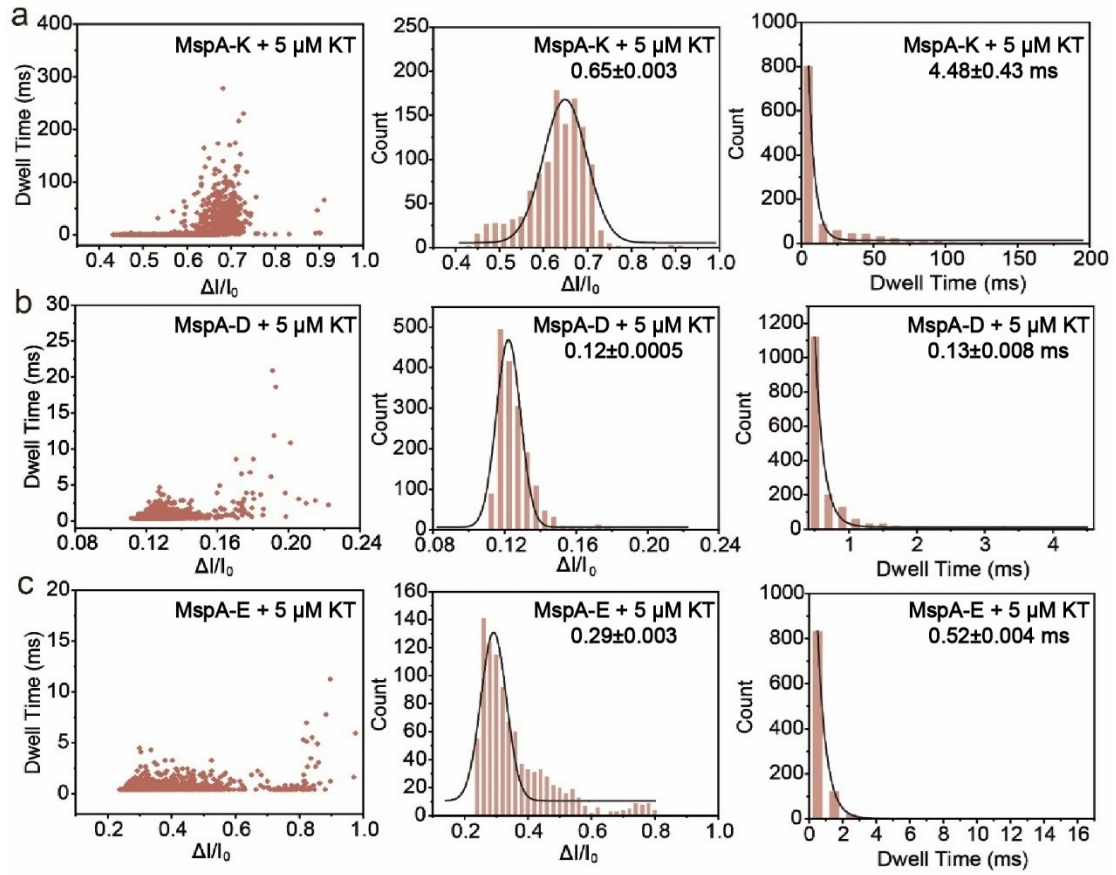 a
MspA-K + 5 μM KT
Dwell Time (ms)
400
300
200
100
0
0.4 0.5 0.6 0.7 0.8 0.9 1.0
ΔI/I0
MspA-K + 5 μM KT
0.65±0.003
Count
250
200
150
100
50
0
0.4 0.5 0.6 0.7 0.8 0.9 1.0
ΔI/I0
MspA-K + 5 μM KT
4.48±0.43 ms
Count
1000
800
600
400
200
0
0 50 100 150 200
Dwell Time (ms)
b
MspA-D + 5 μM KT
Dwell Time (ms)
30
25
20
15
10
5
0
0.08 0.12 0.16 0.20 0.24
ΔI/I0
MspA-D + 5 μM KT
0.12±0.0005
Count
500
400
300
200
100
0
0.08 0.12 0.16 0.20 0.24
ΔI/I0
MspA-D + 5 μM KT
0.13±0.008 ms
Count
1200
1000
800
600
400
200
0
1 2 3 4
Dwell Time (ms)
c
MspA-E + 5 μM KT
Dwell Time (ms)
20
15
10
5
0
0.2 0.4 0.6 0.8 1.0
ΔI/I0
MspA-E + 5 μM KT
0.29±0.003
Count
160
140
120
100
80
60
40
20
0
0.2 0.4 0.6 0.8 1.0
ΔI/I0
MspA-E + 5 μM KT
0.52±0.004 ms
Count
1000
800
600
400
200
0
0 2 4 6 8 10 12 14 16
Dwell Time (ms)